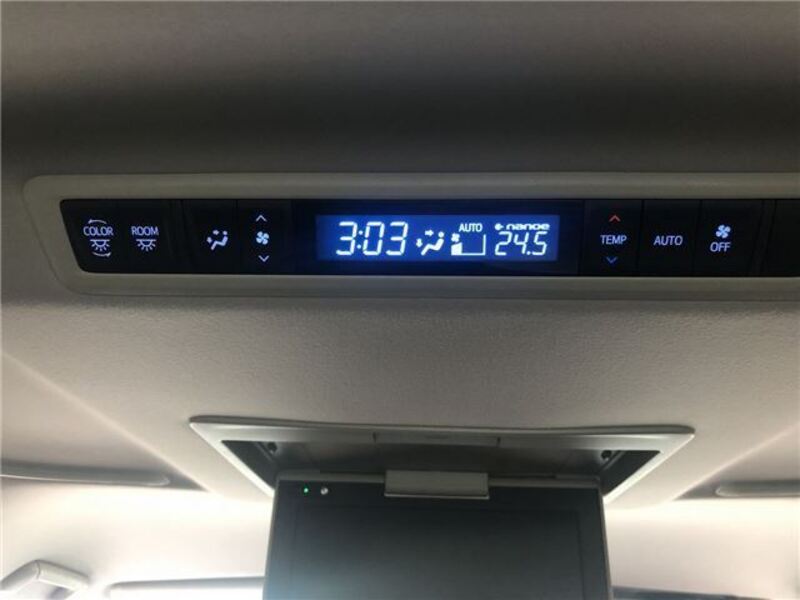 COLOR
ROOM
3:03
AUTO
nanoe
24.5
TEMP
AUTO
OFF